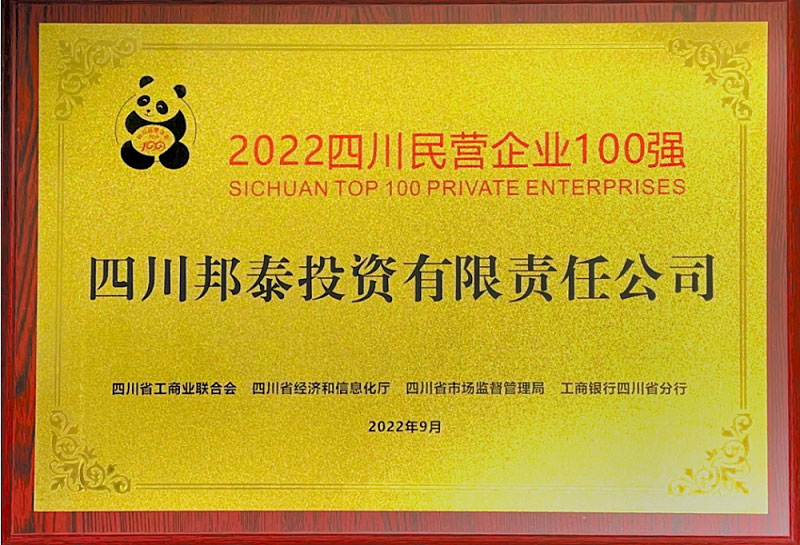 2022四川民营企业100强
SICHUAN TOP 100 PRIVATE ENTERPRISES
四川邦泰投资有限责任公司
四川省工商业联合会 四川省经济和信息化厅 四川省市场监督管理局 工商银行四川省分行
2022年9月